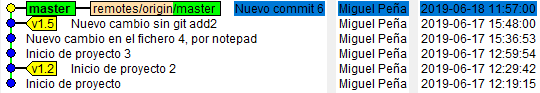 master remotes/origin/master Nuevo commit 6 Miguel Peña 2019-06-18 11:57:00
v1.5 Nuevo cambio sin git add2 Miguel Peña 2019-06-17 15:48:00
Nuevo cambio en el fichero 4, por notepad Miguel Peña 2019-06-17 15:36:53
Inicio de proyecto 3 Miguel Peña 2019-06-17 12:59:54
v1.2 Inicio de proyecto 2 Miguel Peña 2019-06-17 12:29:42
Inicio de proyecto Miguel Peña 2019-06-17 12:19:15